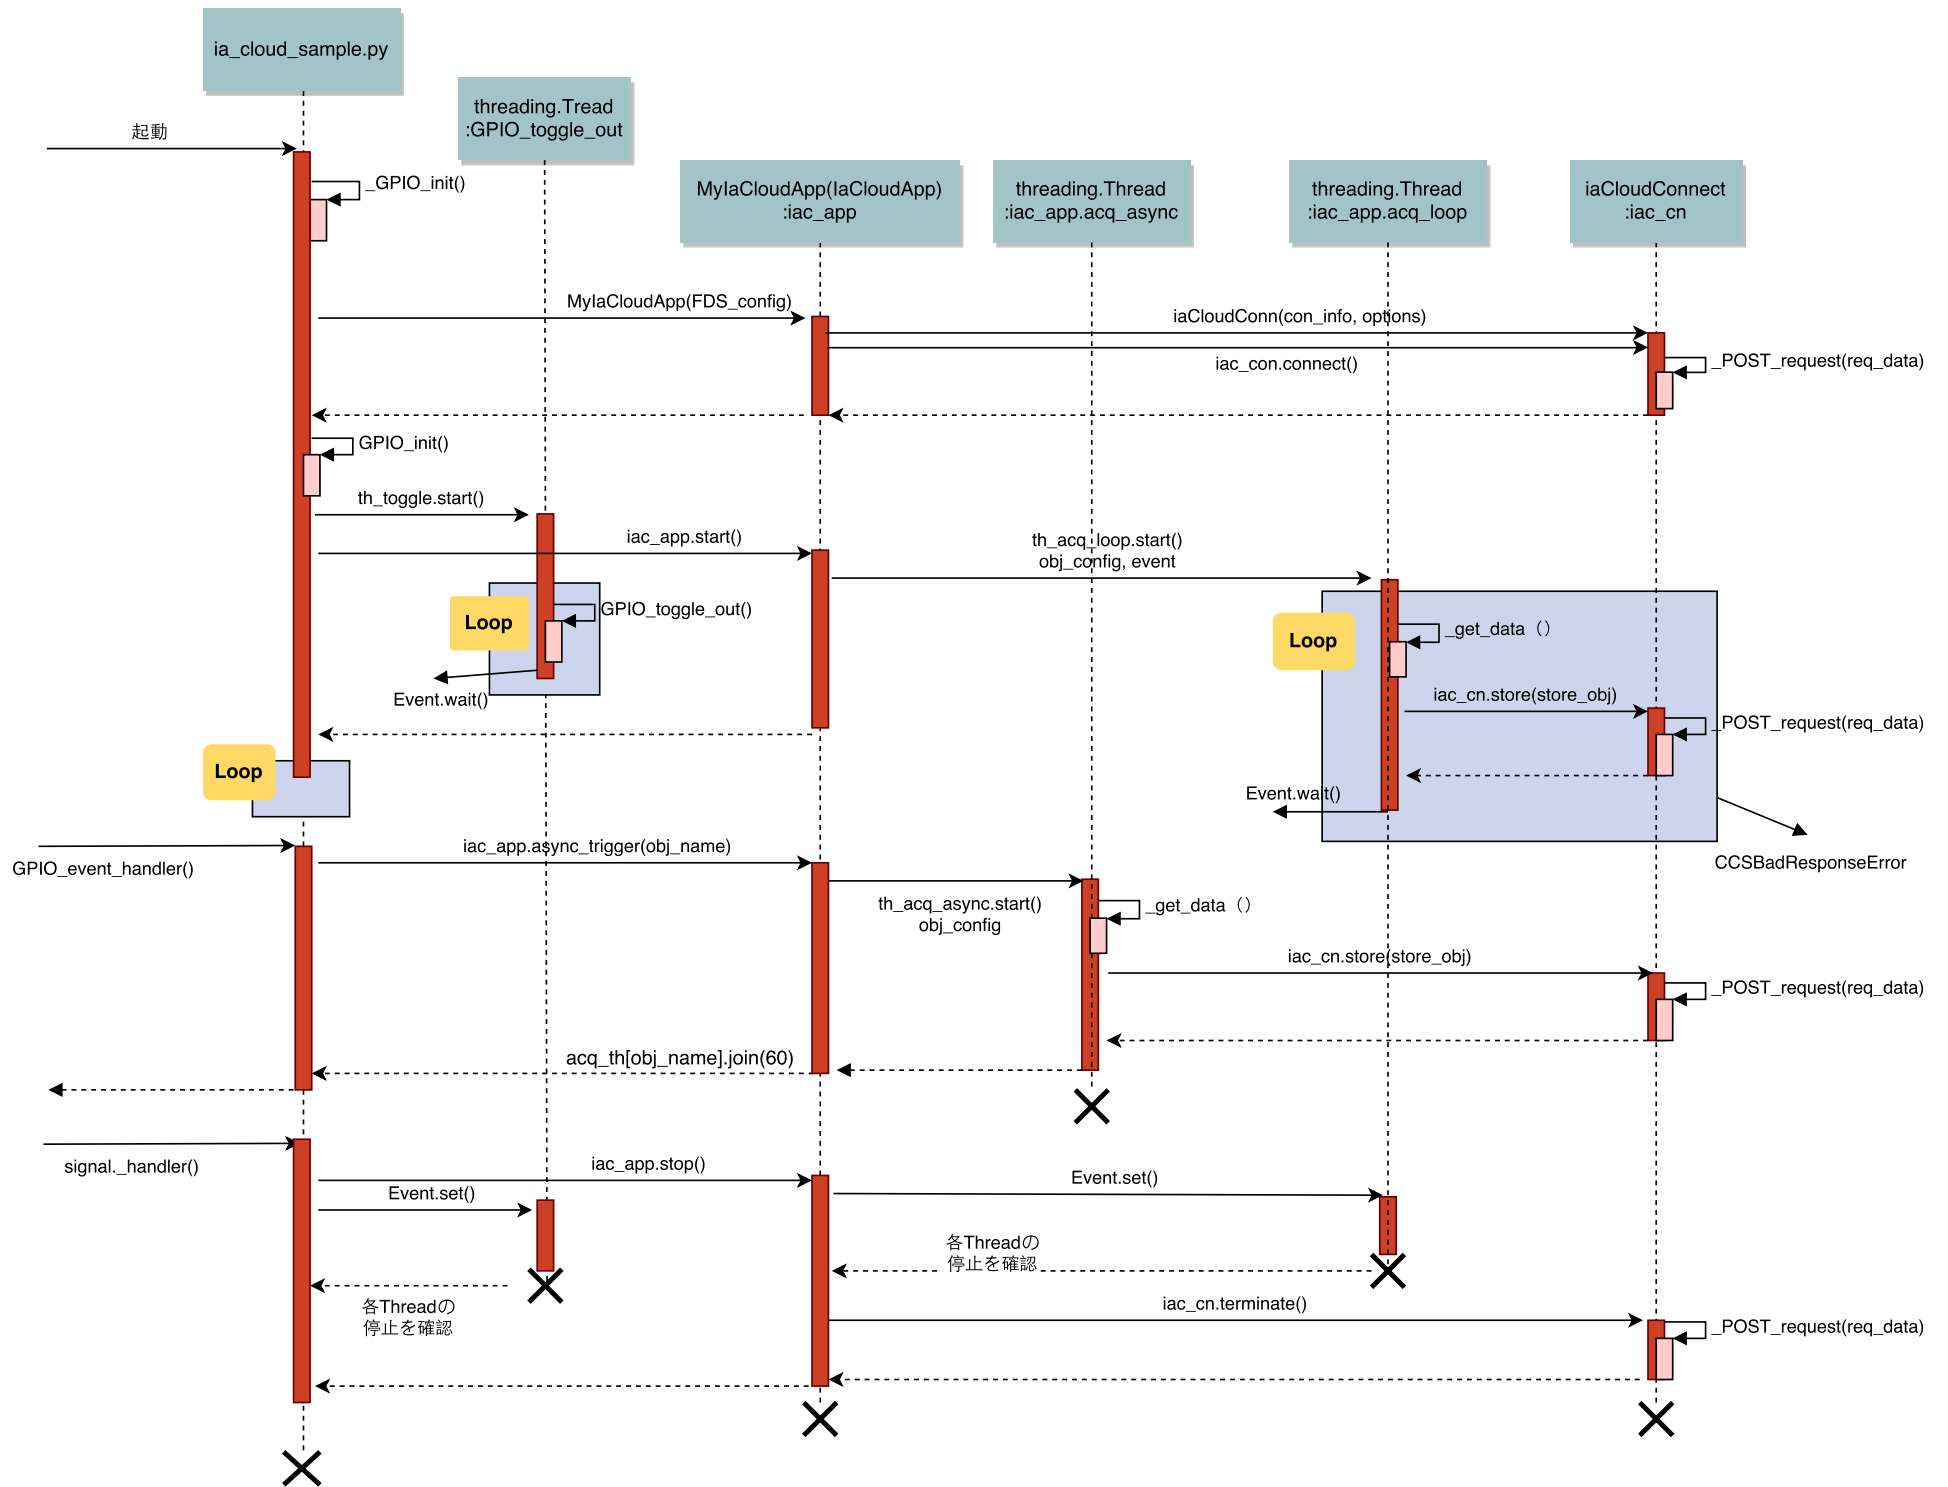 ia_cloud_sample.py
threading.Tread
:GPIO_toggle_out
MyIaCloudApp(IaCloudApp)
:iac_app
threading.Thread
:iac_app.acq_async
threading.Thread
:iac_app.acq_loop
iaCloudConnect
:iac_cn
起動
_GPIO_init()
MyIaCloudApp(FDS_config)
iaCloudConn(con_info, options)
iac_con.connect()
_POST_request(req_data)
GPIO_init()
th_toggle.start()
iac_app.start()
th_acq_loop.start()
obj_config, event
Loop
GPIO_toggle_out()
Event.wait()
Loop
_get_data（）
iac_cn.store(store_obj)
_POST_request(req_data)
Loop
Event.wait()
CCSBadResponseError
GPIO_event_handler()
iac_app.async_trigger(obj_name)
th_acq_async.start()
obj_config
_get_data（）
iac_cn.store(store_obj)
_POST_request(req_data)
acq_th[obj_name].join(60)
signal._handler()
iac_app.stop()
Event.set()
Event.set()
各Threadの
停止を確認
各Threadの
停止を確認
iac_cn.terminate()
_POST_request(req_data)